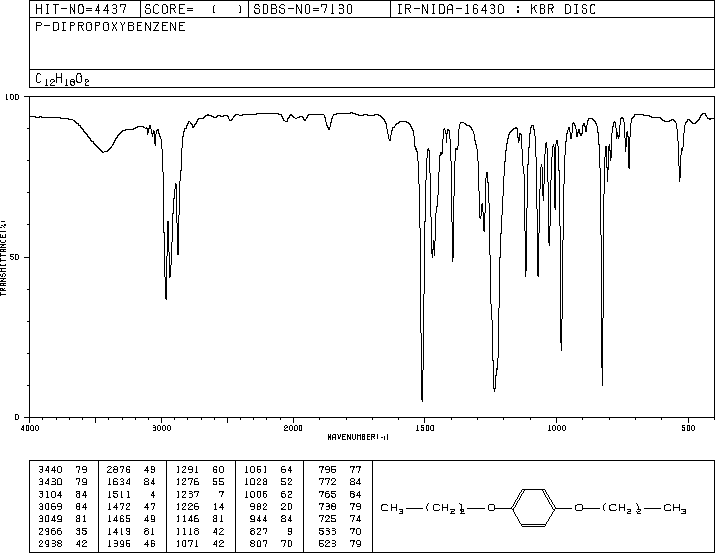 HIT-NO=4437 SCORE= ( ) SDBS-NO=7130 IR-NIDA-16430 : KBR DISC
P-DIPROPOXYBENZENE
C12H18O2
100
50
0
TRANSMITTANCE(%)
4000 3000 2000 1500 1000 500
WAVENUMBER(-1)
3440 79 2876 49 1291 60 1051 64 796 77
3430 79 1634 84 1276 55 1028 52 772 84
3104 84 1511 4 1237 7 1006 62 765 84
3069 84 1472 47 1226 14 982 20 738 79
3049 81 1465 49 1146 81 944 84 725 74
2966 35 1419 81 1118 42 827 9 533 70
2938 42 1396 46 1071 42 807 70 523 79
CH3—(CH2)2—O O—(CH2)2—CH3